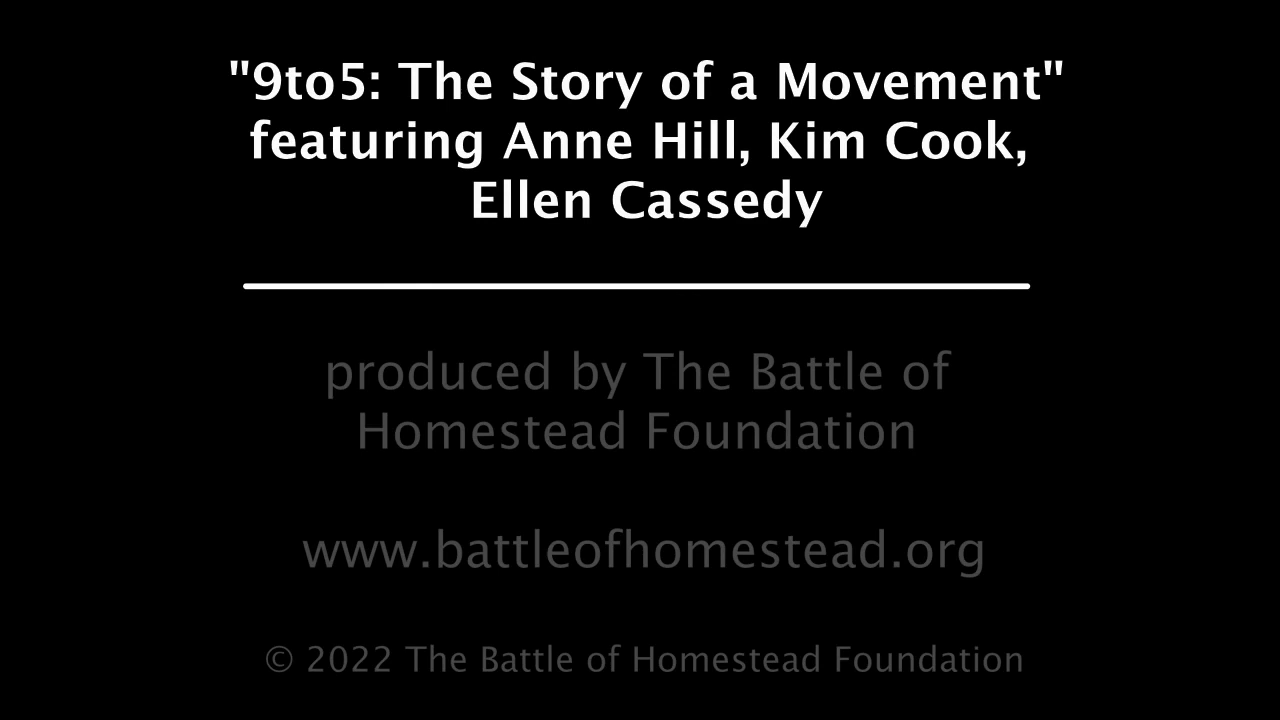 "9to5: The Story of a Movement"
featuring Anne Hill, Kim Cook,
Ellen Cassedy
produced by The Battle of
Homestead Foundation
www.battleofhomestead.org
© 2022 The Battle of Homestead Foundation